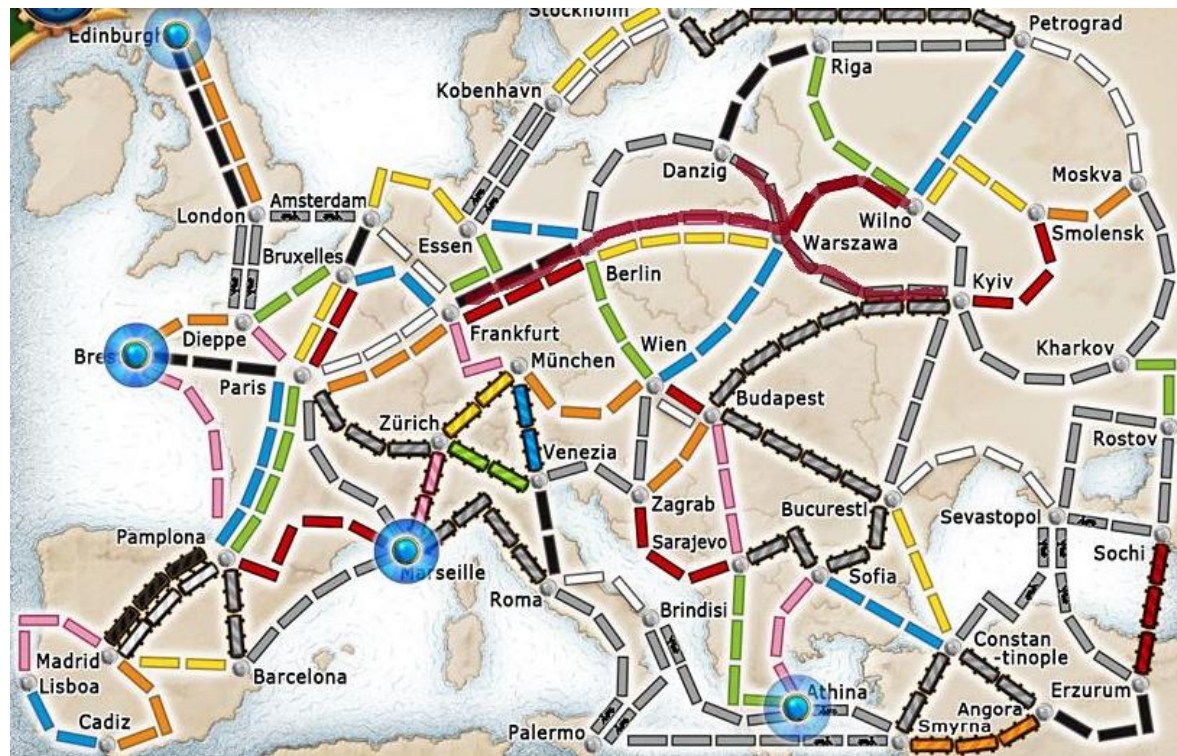 Stockholm
Petrograd
Edinburgh
Riga
Kobenhavn
Danzig
Moskva
Amsterdam
London
Wilno
Smolensk
Essen
Warszawa
Bruxelles
Berlin
Kyiv
Dieppe
Frankfurt
Bres
Wien
Kharkov
München
Paris
Budapest
Zürich
Rostov
Venezia
Zagrab
Bucuresti
Sevastopol
Pamplona
Sarajevo
Sochi
Marseille
Sofia
Roma
Brindisi
Constan
-tinople
Madrid
Barcelona
Lisboa
Athina
Erzurum
Angora
Cadiz
Smyrna
Palermo